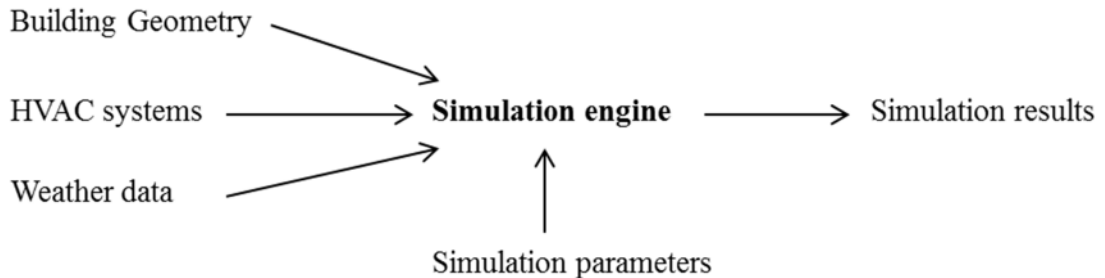 Building Geometry
HVAC systems
Simulation engine
Simulation results
Weather data
Simulation parameters